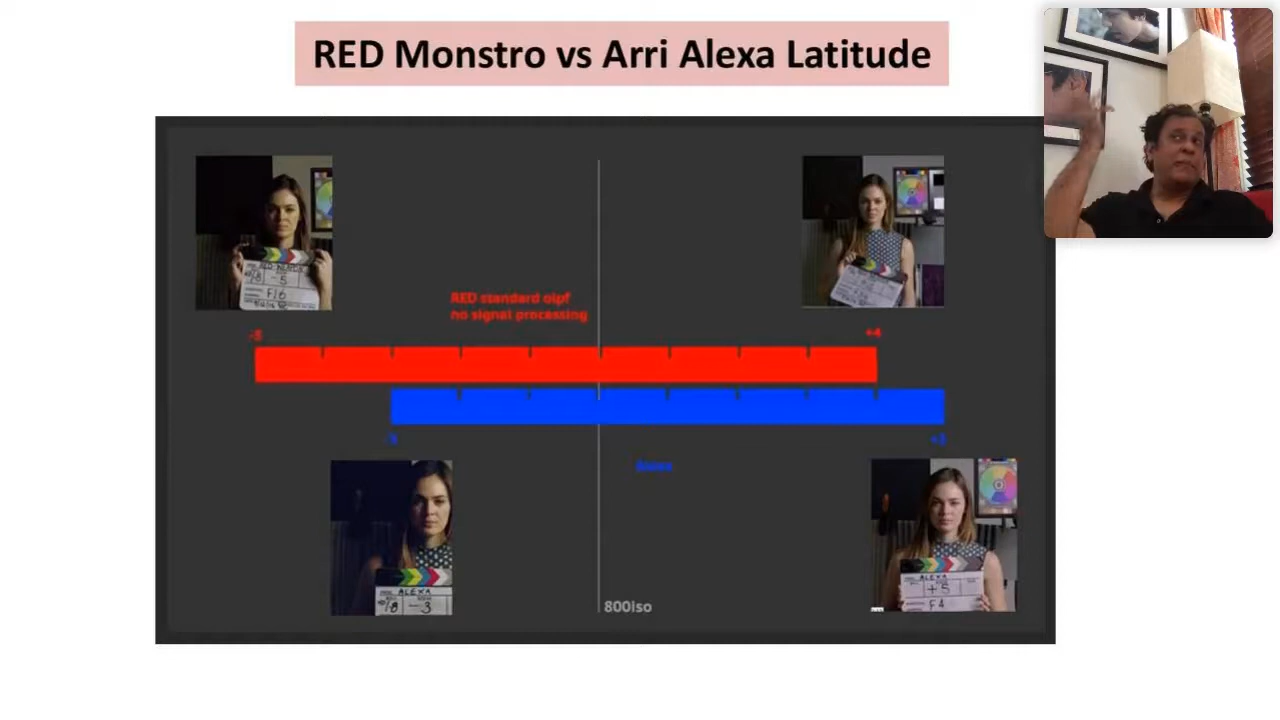 RED Monstro vs Arri Alexa Latitude
-5
F16
RED standard olpf
no signal processing
-5
+4
-3
+5
Alexa
ALEXA
3
ALEXA
+5
F4
800iso